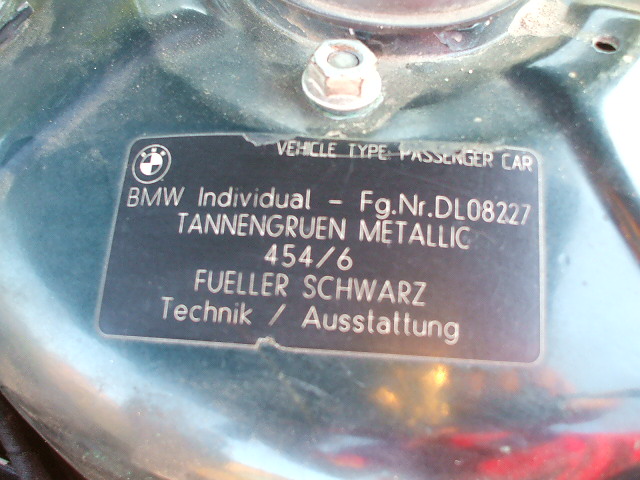 VEHICLE TYPE PASSENGER CAR
BMW Individual - Fg.Nr.DL08227
TANNENGRUEN METALLIC
454/6
FUELLER SCHWARZ
Technik / Ausstattung